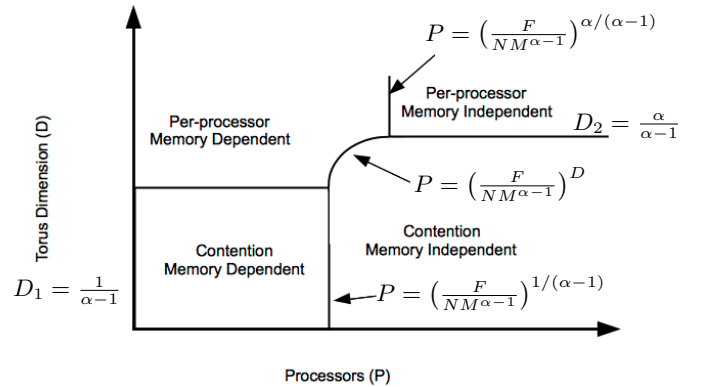 P = (F/(NM^{α−1}))^{α/(α−1)}
Per-processor
Memory Independent
Per-processor
Memory Dependent
D₂ = α/(α−1)
Torus Dimension (D)
P = (F/(NM^{α−1}))^D
Contention
Memory Independent
Contention
Memory Dependent
D₁ = 1/(α−1)
P = (F/(NM^{α−1}))^{1/(α−1)}
Processors (P)